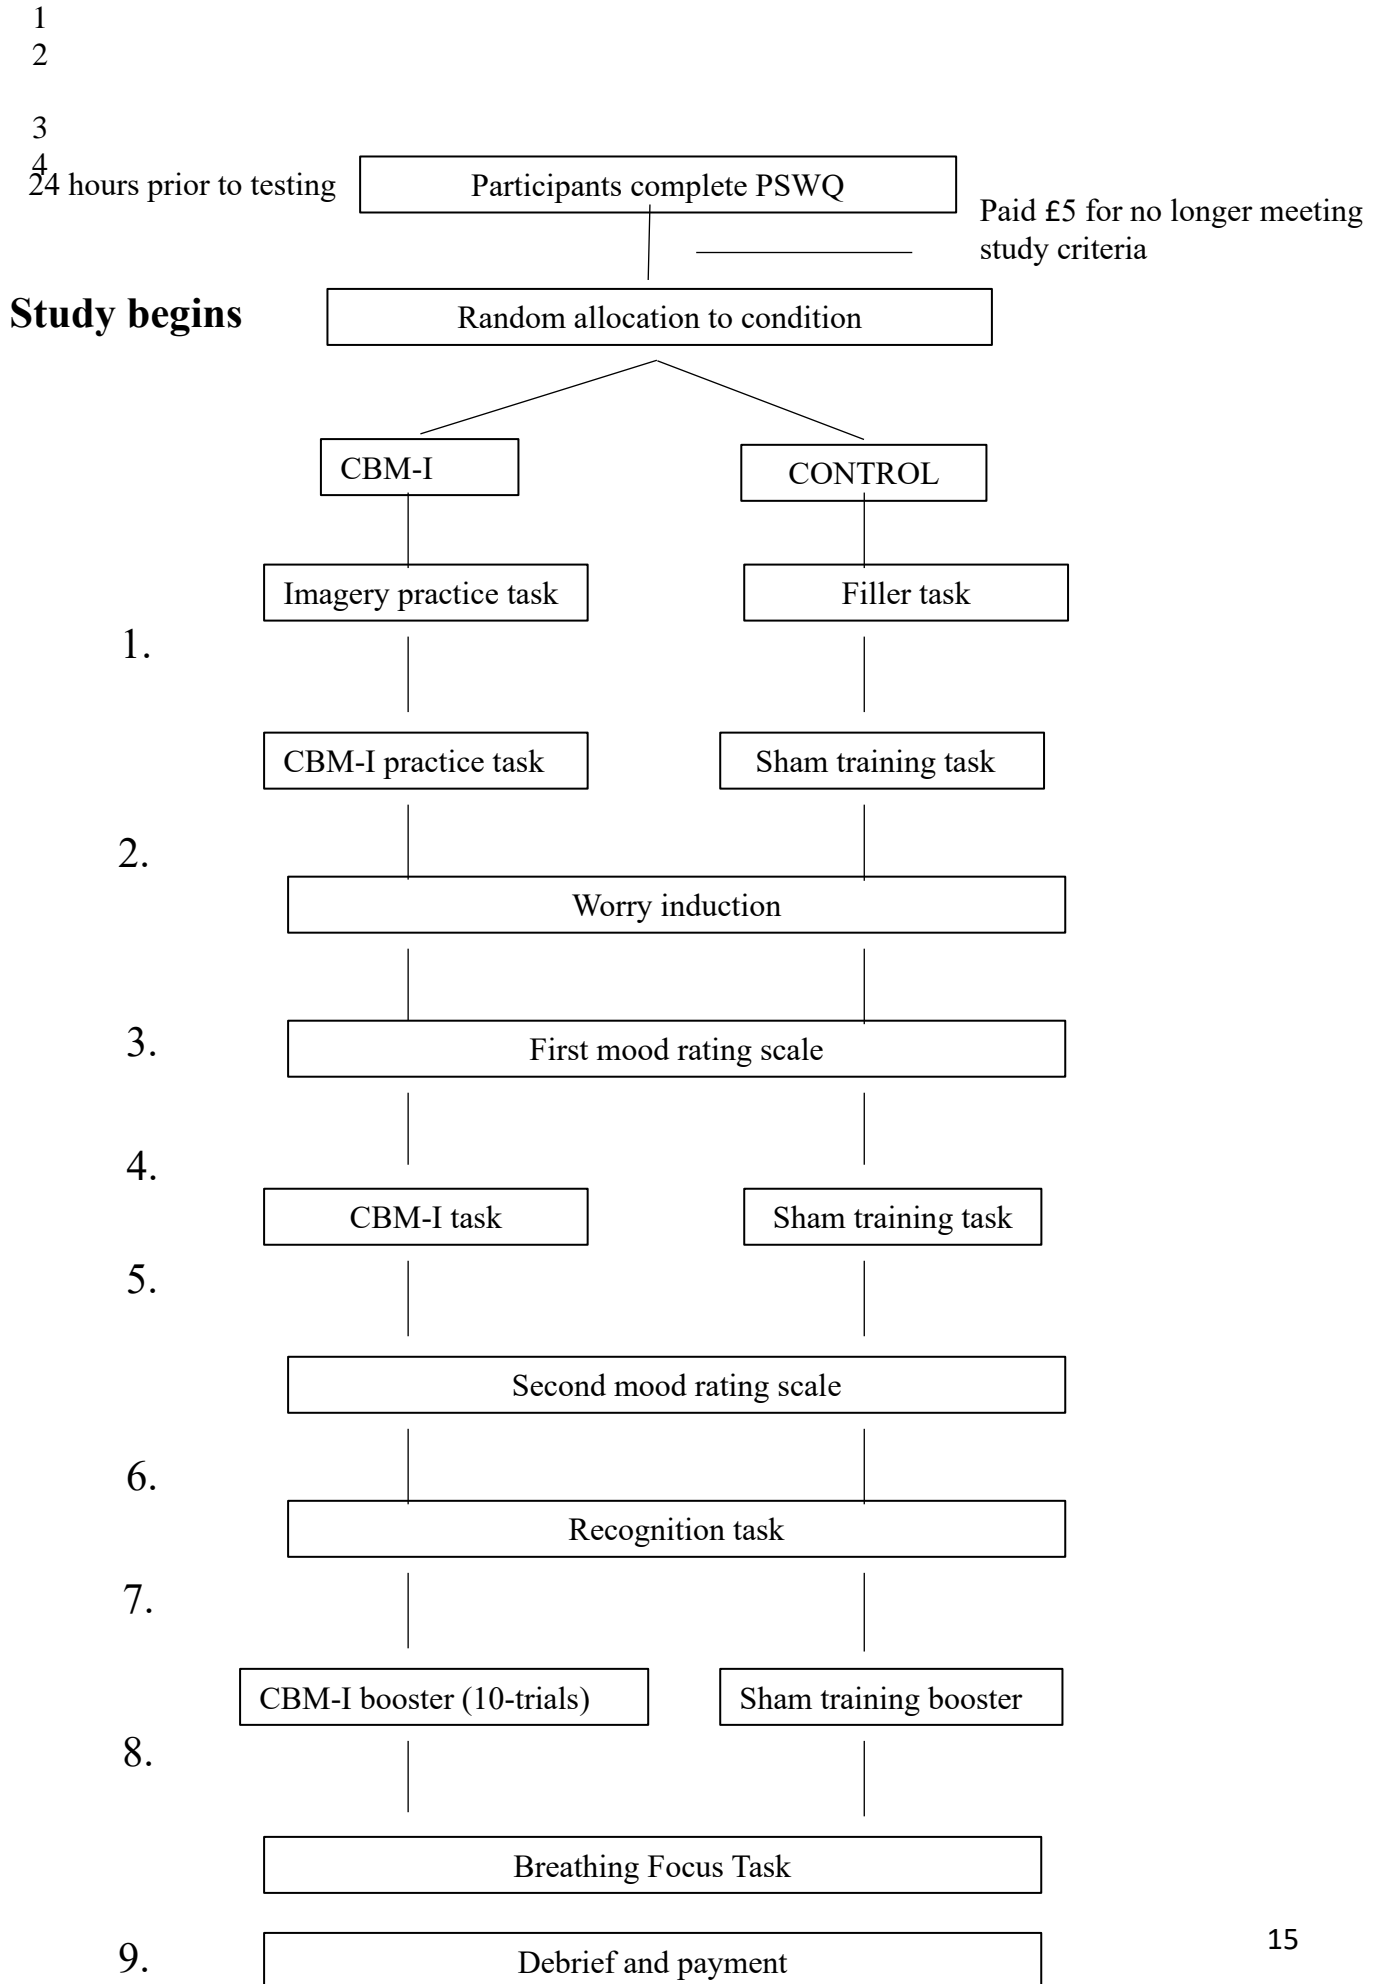 1
2
3
4
24 hours prior to testing
Participants complete PSWQ
Paid £5 for no longer meeting
study criteria
Study begins
Random allocation to condition
CBM-I
CONTROL
Imagery practice task
Filler task
1.
CBM-I practice task
Sham training task
2.
Worry induction
3.
First mood rating scale
4.
CBM-I task
Sham training task
5.
Second mood rating scale
6.
Recognition task
7.
CBM-I booster (10-trials)
Sham training booster
8.
Breathing Focus Task
9.
Debrief and payment
15